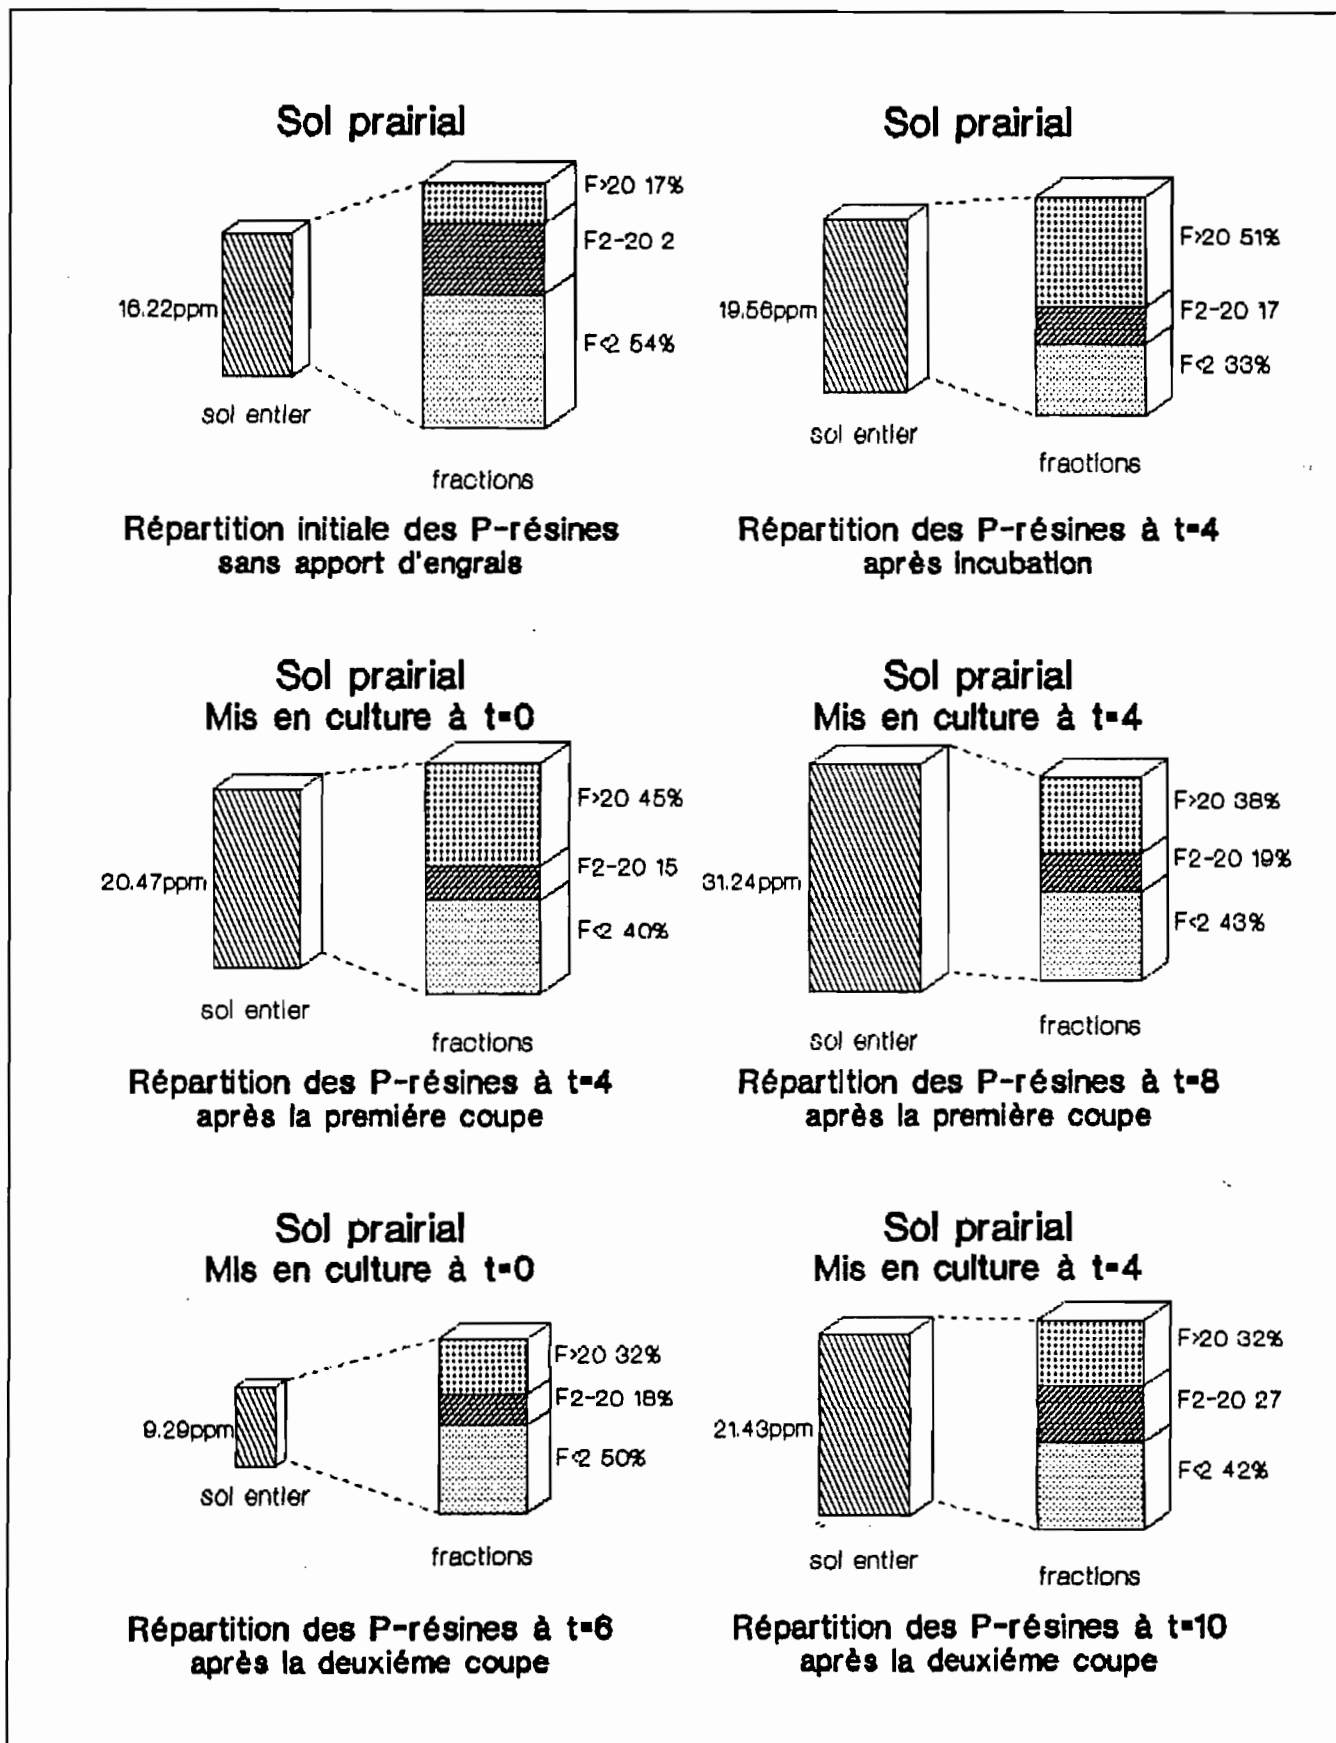 Sol prairial
F>20 17%
F2-20 2
16.22ppm
F<2 54%
sol entier
fractions
Répartition initiale des P-résines
sans apport d'engrais
Sol prairial
F>20 51%
19.56ppm
F2-20 17
F<2 33%
sol entier
fractions
Répartition des P-résines à t=4
après incubation
Sol prairial
Mis en culture à t=0
F>20 45%
F2-20 15
20.47ppm
F<2 40%
sol entier
fractions
Répartition des P-résines à t=4
après la premiére coupe
Sol prairial
Mis en culture à t=4
F>20 38%
F2-20 19%
31.24ppm
F<2 43%
sol entier
fractions
Répartition des P-résines à t=8
après la première coupe
Sol prairial
Mis en culture à t=0
F>20 32%
F2-20 18%
9.29ppm
F<2 50%
sol entier
fractions
Répartition des P-résines à t=6
après la deuxiéme coupe
Sol prairial
Mis en culture à t=4
F>20 32%
F2-20 27
21.43ppm
F<2 42%
sol entier
fractions
Répartition des P-résines à t=10
après la deuxiéme coupe